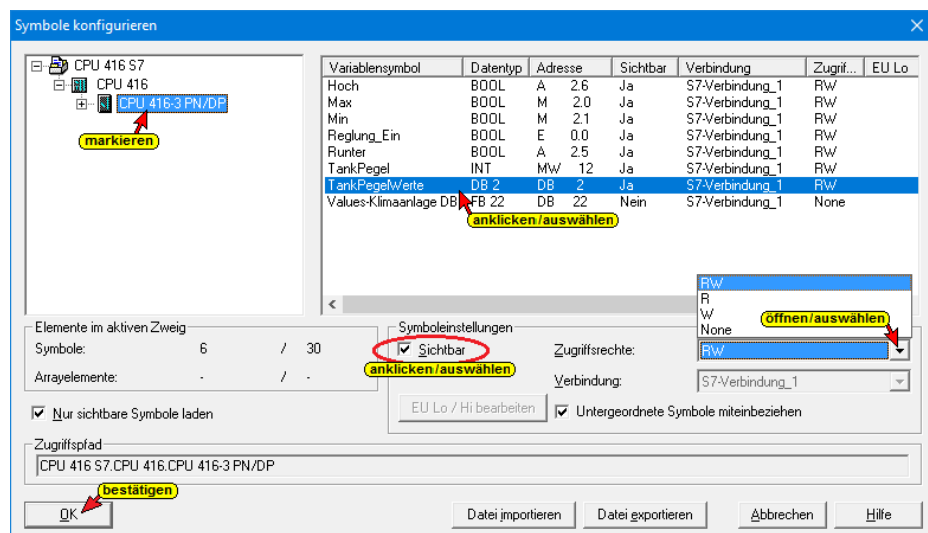 Symbole konfigurieren
CPU 416 S7
CPU 416
CPU 416-3 PN/DP
markieren
Variablensymbol Datentyp Adresse Sichtbar Verbindung Zugrif... EU Lo
Hoch BOOL A 2.6 Ja S7-Verbindung_1 RW
Max BOOL M 2.0 Ja S7-Verbindung_1 RW
Min BOOL M 2.1 Ja S7-Verbindung_1 RW
Reglung_Ein BOOL E 0.0 Ja S7-Verbindung_1 RW
Runter BOOL A 2.5 Ja S7-Verbindung_1 RW
TankPegel INT MW 12 Ja S7-Verbindung_1 RW
TankPegelWerte DB 2 DB 2 Ja S7-Verbindung_1 RW
Values-Klimaanlage DB FB 22 DB 22 Nein S7-Verbindung_1 None
anklicken/auswählen
RW
R
W
None
öffnen/auswählen
Elemente im aktiven Zweig
Symbole: 6 / 30
Arrayelemente: - / -
Nur sichtbare Symbole laden
Symboleinstellungen
Sichtbar
anklicken/auswählen
Zugriffsrechte: RW
Verbindung: S7-Verbindung_1
EU Lo / Hi bearbeiten
Untergeordnete Symbole miteinbeziehen
Zugriffspfad
CPU 416 S7.CPU 416.CPU 416-3 PN/DP
bestätigen
OK
Datei importieren
Datei exportieren
Abbrechen
Hilfe